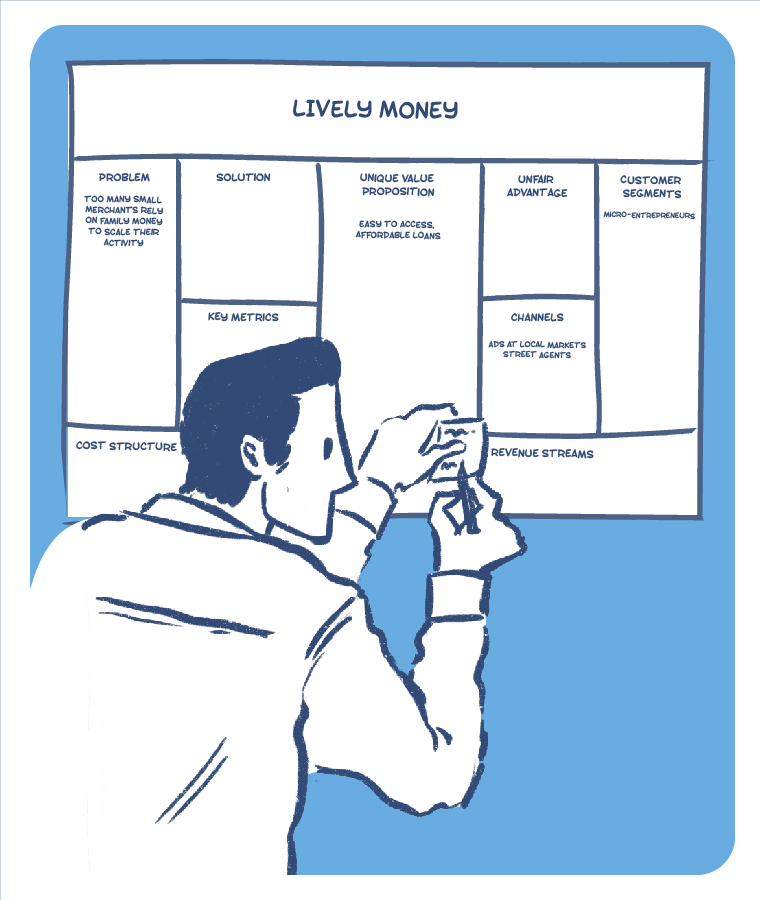 LIVELY MONEY
PROBLEM
TOO MANY SMALL
MERCHANTS RELY
ON FAMILY MONEY
TO SCALE THEIR
ACTIVITY
SOLUTION
KEY METRICS
UNIQUE VALUE
PROPOSITION
EASY TO ACCESS,
AFFORDABLE LOANS
UNFAIR
ADVANTAGE
CHANNELS
ADS AT LOCAL MARKETS
STREET AGENTS
CUSTOMER
SEGMENTS
MICRO-ENTREPRENEURS
COST STRUCTURE
REVENUE STREAMS